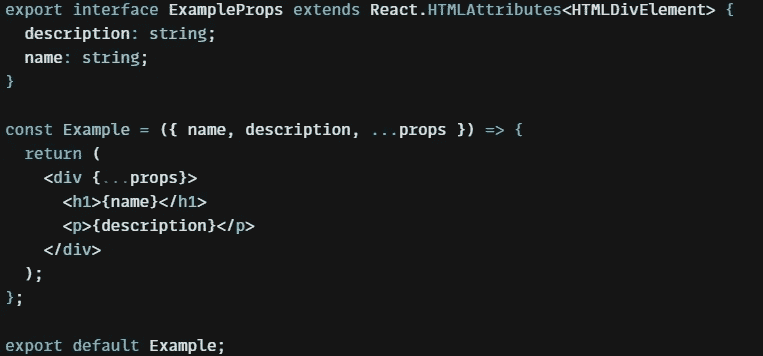 export interface ExampleProps extends React.HTMLAttributes<HTMLDivElement> {
  description: string;
  name: string;
}

const Example = ({ name, description, ...props }) => {
  return (
    <div {...props}>
      <h1>{name}</h1>
      <p>{description}</p>
    </div>
  );
};

export default Example;